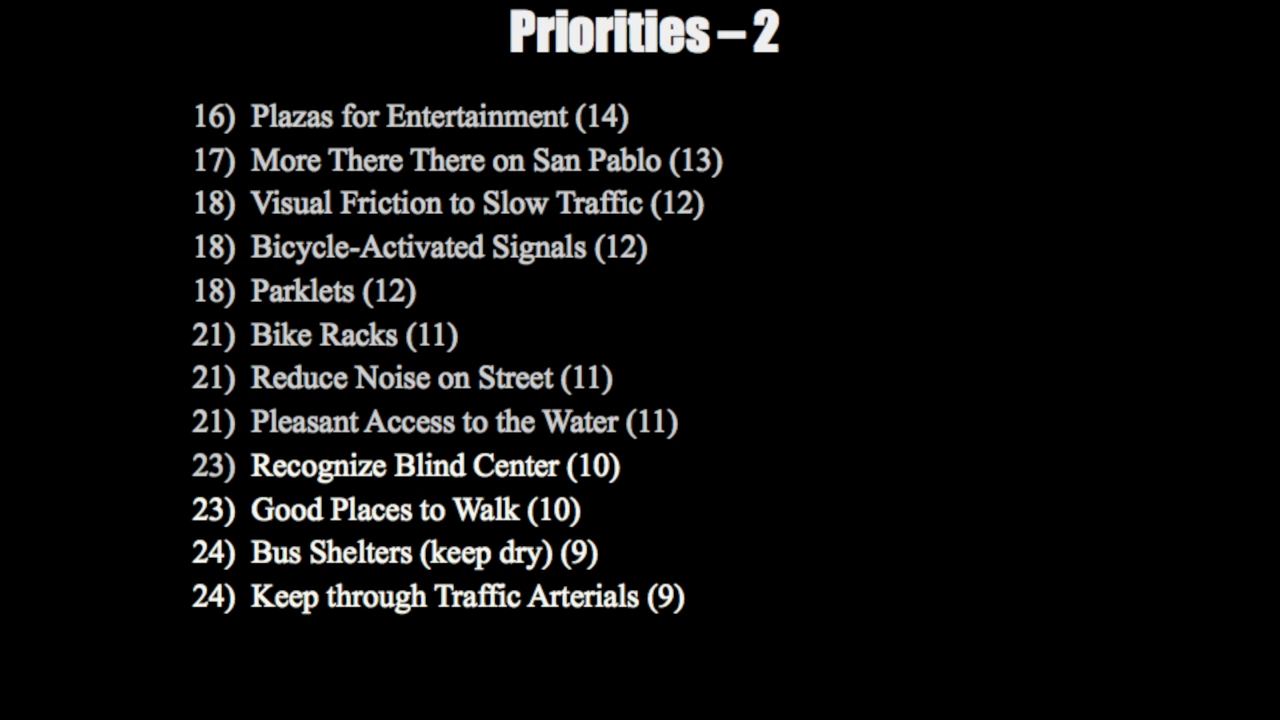 Priorities – 2
16) Plazas for Entertainment (14)
17) More There There on San Pablo (13)
18) Visual Friction to Slow Traffic (12)
18) Bicycle-Activated Signals (12)
18) Parklets (12)
21) Bike Racks (11)
21) Reduce Noise on Street (11)
21) Pleasant Access to the Water (11)
23) Recognize Blind Center (10)
23) Good Places to Walk (10)
24) Bus Shelters (keep dry) (9)
24) Keep through Traffic Arterials (9)